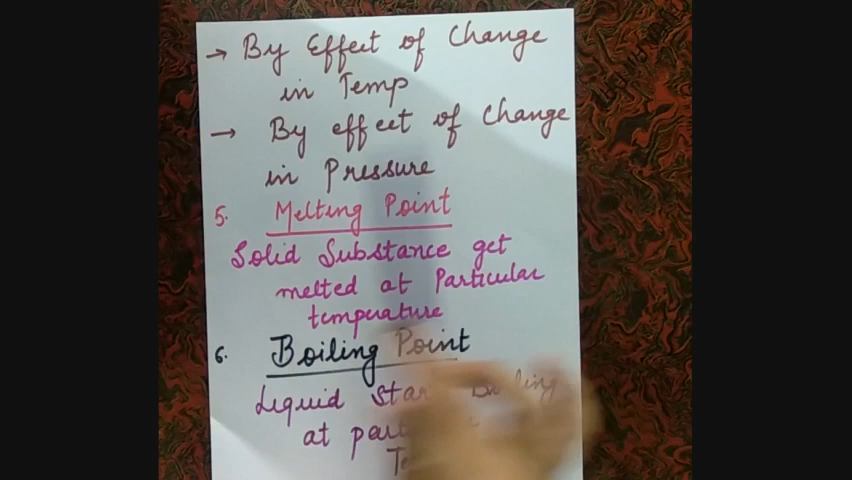 → By Effect of Change
in Temp
→ By effect of Change
in Pressure
5. Melting Point
Solid Substance get
melted at Particular
temperature
6. Boiling Point
Liquid
at